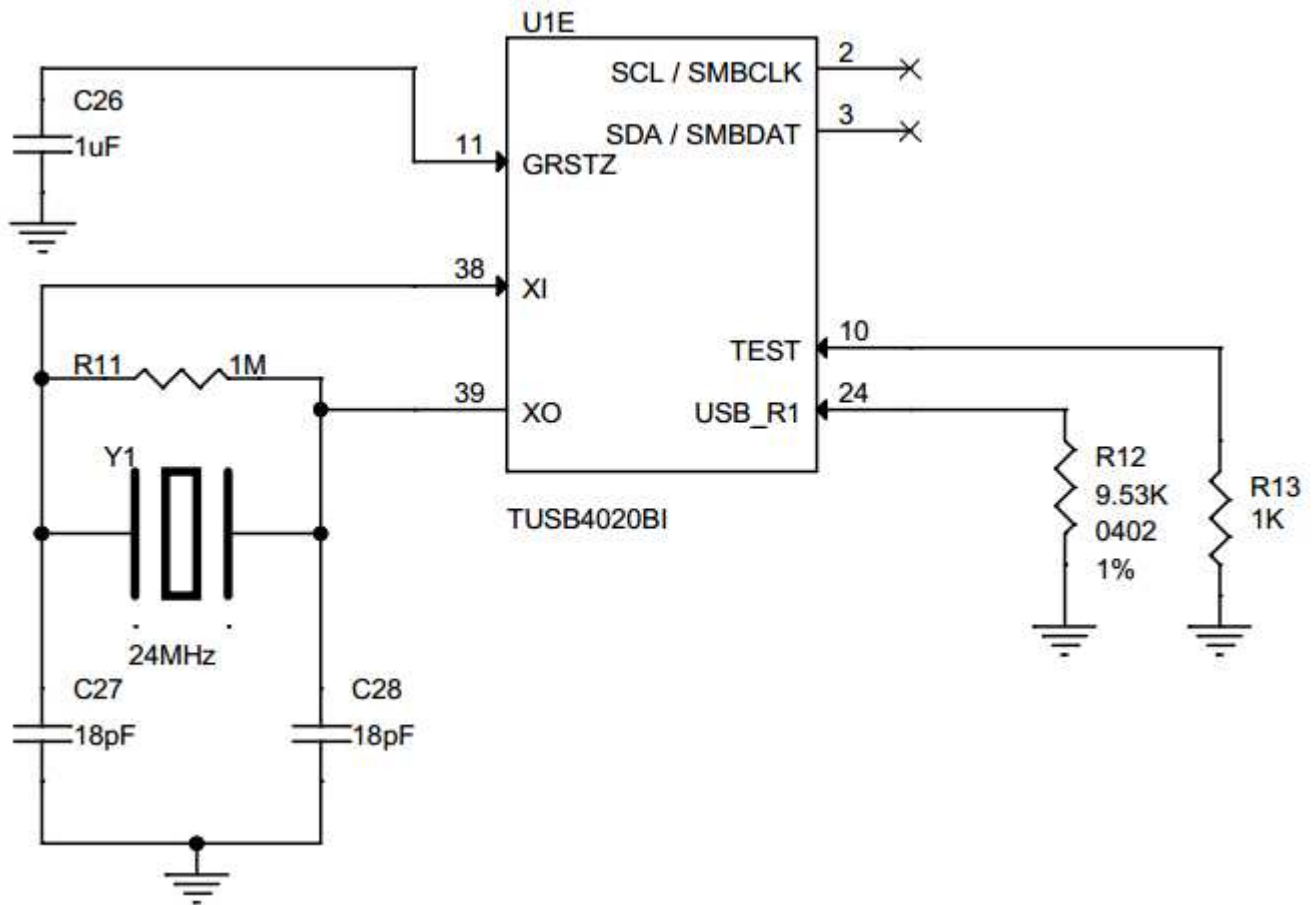 U1E
SCL / SMBCLK
2
SDA / SMBDAT
3
C26
1uF
11
GRSTZ
38
XI
R11
1M
39
XO
TEST
10
USB_R1
24
Y1
24MHz
TUSB4020BI
R12
9.53K
0402
1%
R13
1K
C27
18pF
C28
18pF